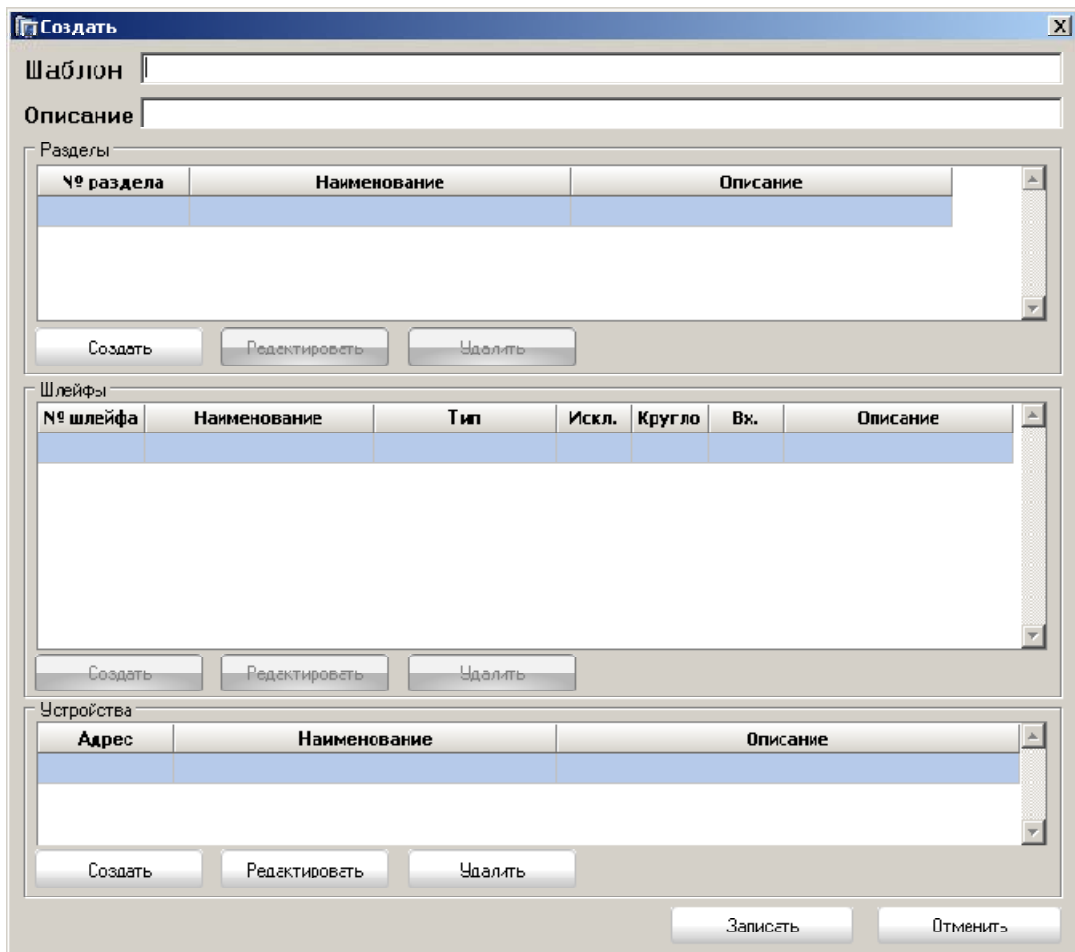 Создать
Шаблон
Описание
Разделы
№ раздела Наименование Описание
Создать Редактировать Удалить
Шлейфы
№ шлейфа Наименование Тип Искл. Кругло Вх. Описание
Создать Редактировать Удалить
Устройства
Адрес Наименование Описание
Создать Редактировать Удалить
Записать Отменить